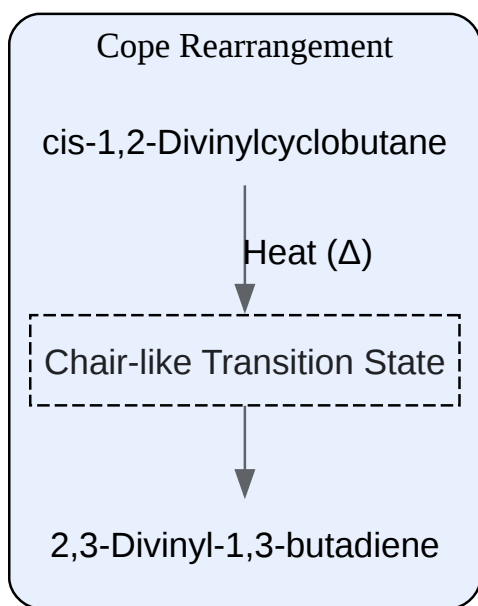 Cope Rearrangement
cis-1,2-Divinylcyclobutane
Heat (Δ)
Chair-like Transition State
2,3-Divinyl-1,3-butadiene